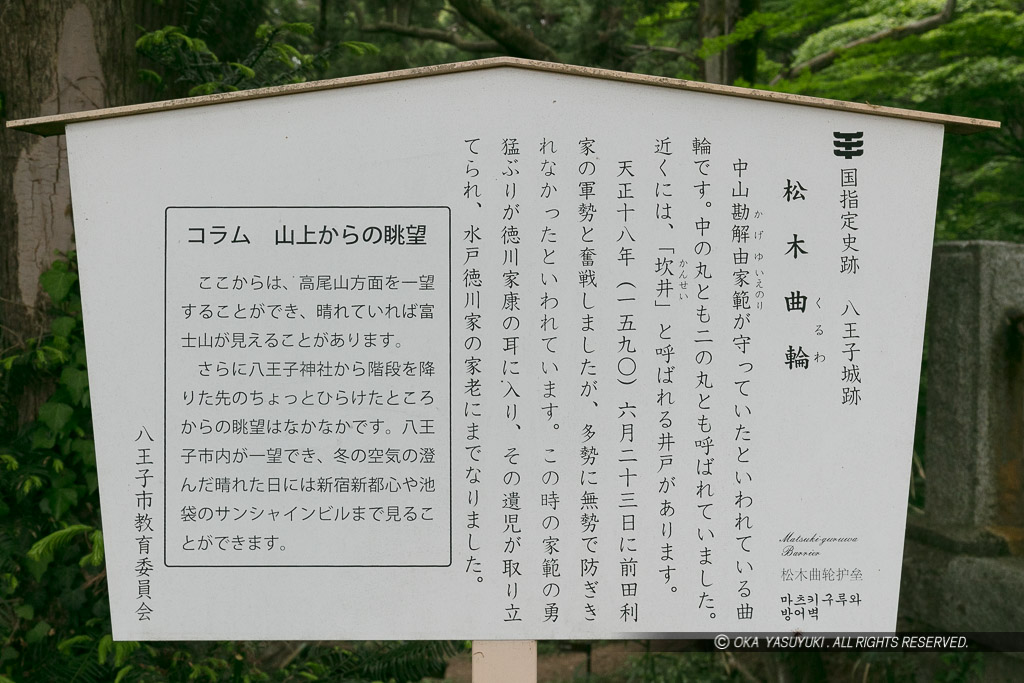 国指定史跡　八王子城跡
松木曲輪
くるわ
中山勘解由家範が守っていたといわれている曲
かげゆいえのり
輪です。中の丸とも二の丸とも呼ばれていました。
近くには、「坎井」と呼ばれる井戸があります。
かんせい
天正十八年（一五九〇）六月二十三日に前田利
家の軍勢と奮戦しましたが、多勢に無勢で防ぎき
れなかったといわれています。この時の家範の勇
猛ぶりが徳川家康の耳に入り、その遺児が取り立
てられ、水戸徳川家の家老にまでなりました。
Matsuki-guruwa
Barrier
松木曲轮护垒
마츠키 구루와
방어벽
コラム　山上からの眺望
ここからは、高尾山方面を一望
することができ、晴れていれば富
士山が見えることがあります。
さらに八王子神社から階段を降
りた先のちょっとひらけたところ
からの眺望はなかなかです。八王
子市内が一望でき、冬の空気の澄
んだ晴れた日には新宿新都心や池
袋のサンシャインビルまで見るこ
とができます。
八王子市教育委員会
© OKA YASUYUKI. ALL RIGHTS RESERVED.